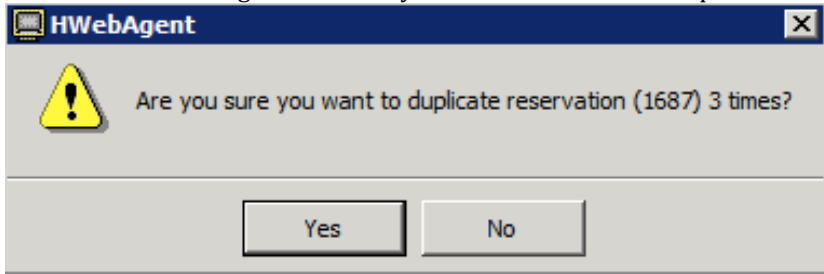 HWebAgent
Are you sure you want to duplicate reservation (1687) 3 times?
Yes
No